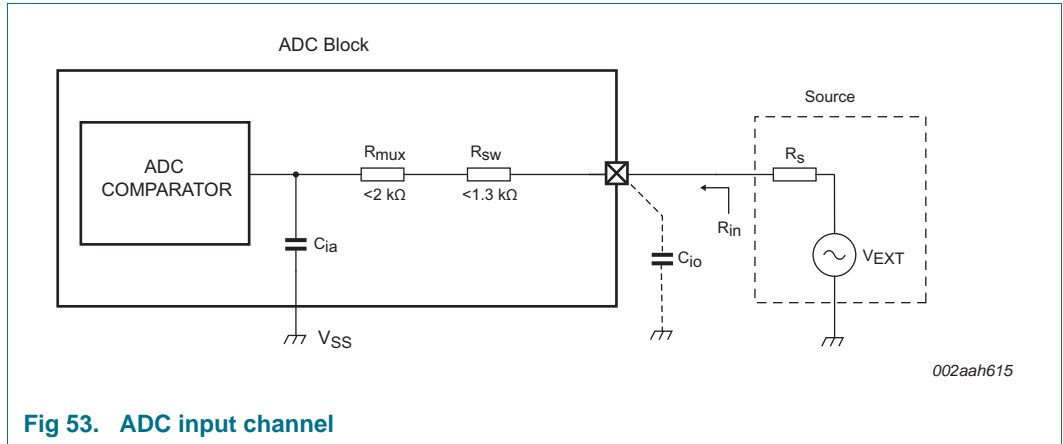 ADC Block
Source
ADC
COMPARATOR
Rmux
<2 kΩ
Rsw
<1.3 kΩ
Rs
Rin
Cia
Cio
VEXT
VSS
002aah615
Fig 53. ADC input channel